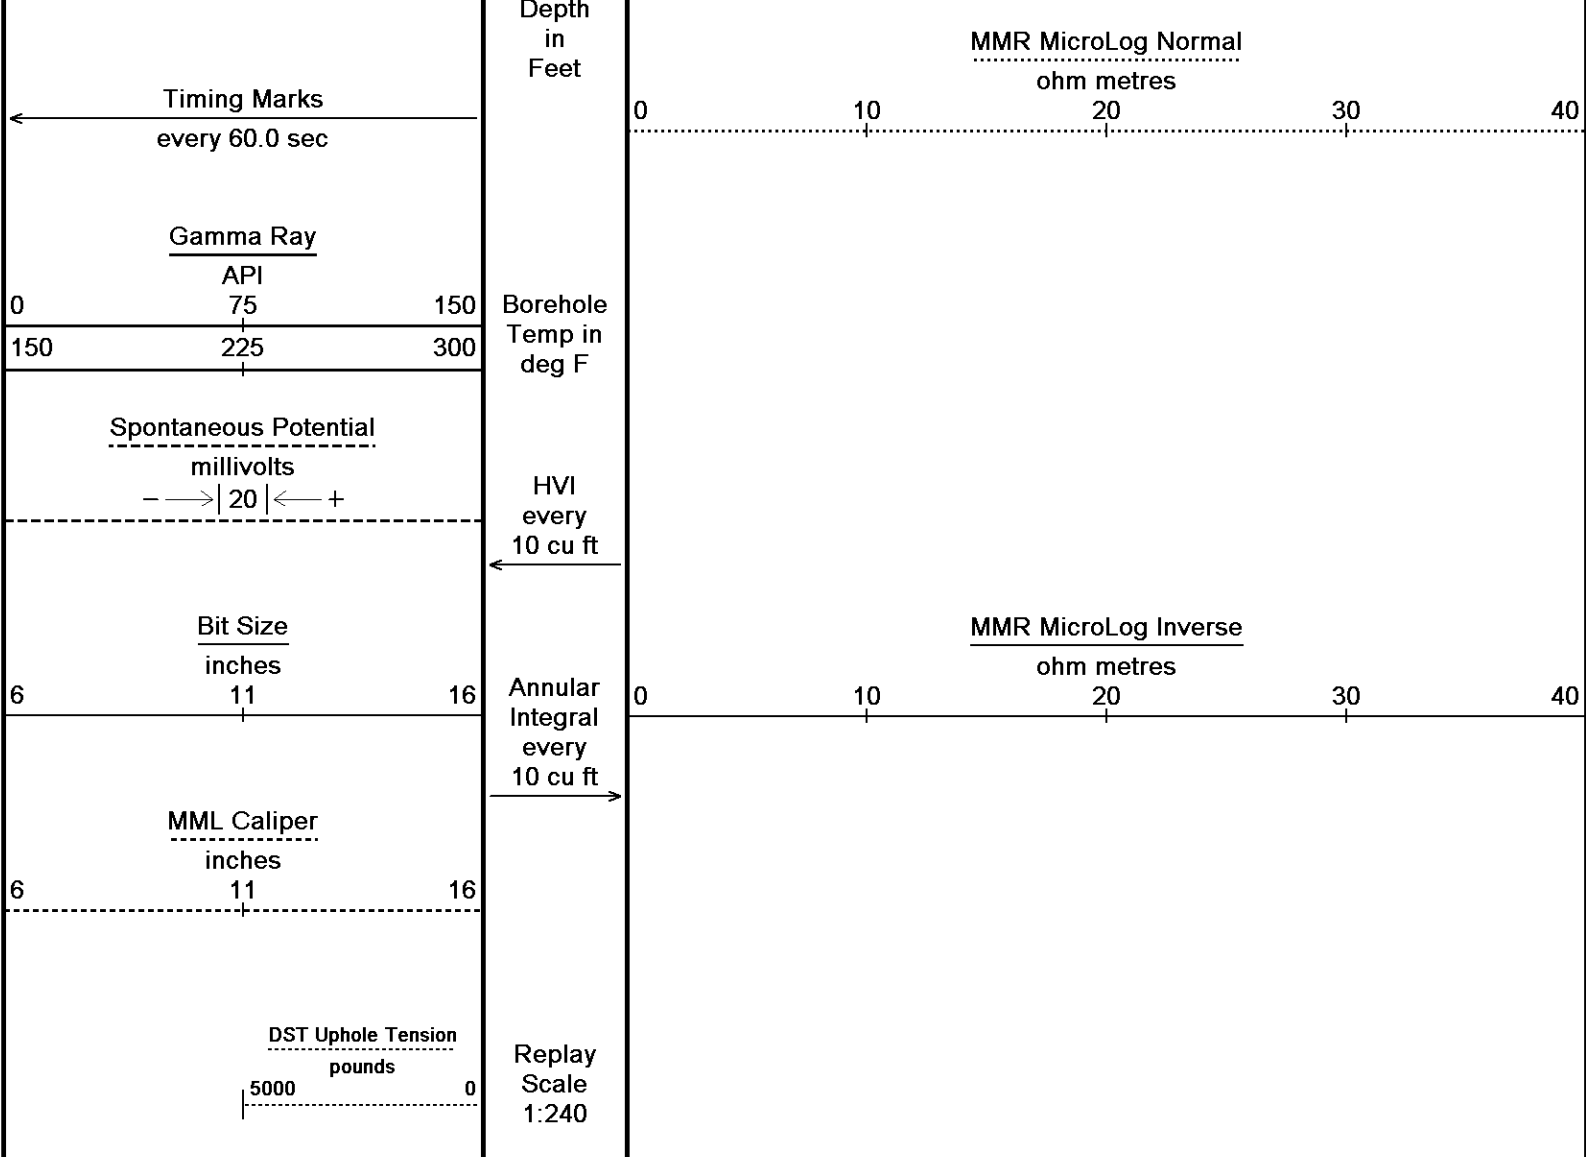 Timing Marks
every 60.0 sec
Gamma Ray
API
0 75 150
150 225 300
Spontaneous Potential
millivolts
− 20 +
Bit Size
inches
6 11 16
MML Caliper
inches
6 11 16
DST Uphole Tension
pounds
5000 0
Depth
in
Feet
Borehole
Temp in
deg F
HVI
every
10 cu ft
Annular
Integral
every
10 cu ft
Replay
Scale
1:240
MMR MicroLog Normal
ohm metres
0 10 20 30 40
MMR MicroLog Inverse
ohm metres
0 10 20 30 40